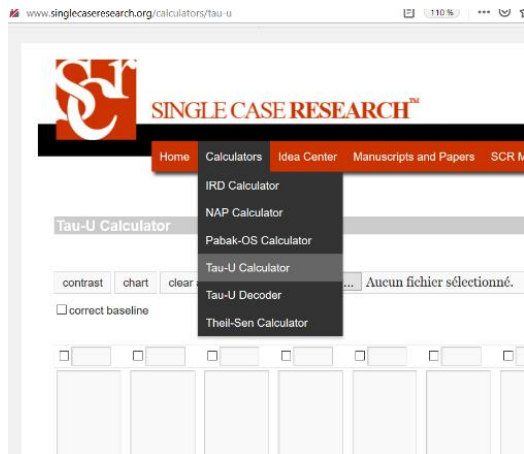 www.singlecaseresearch.org/calculators/tau-u
110 %
scr
SINGLE CASE RESEARCH™
Home Calculators Idea Center Manuscripts and Papers SCR M
IRD Calculator
NAP Calculator
Pabak-OS Calculator
Tau-U Calculator
Tau-U Decoder
Theil-Sen Calculator
Tau-U Calculator
contrast chart clear ... Aucun fichier sélectionné.
correct baseline